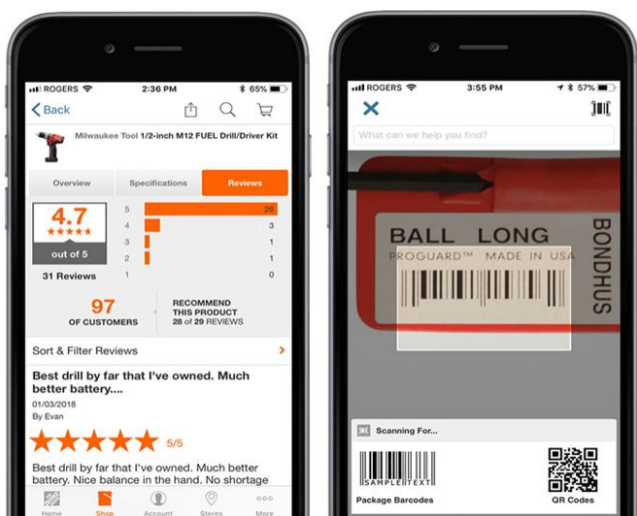 ROGERS 2:36 PM 65%
Back
Milwaukee Tool 1/2-inch M12 FUEL Drill/Driver Kit
Overview Specifications Reviews
4.7
out of 5
31 Reviews
5 26
4 3
3 1
2 1
1 0
97
OF CUSTOMERS
RECOMMEND
THIS PRODUCT
28 of 29 REVIEWS
Sort & Filter Reviews
Best drill by far that I've owned. Much
better battery....
01/03/2018
By Evan
5/5
Best drill by far that I've owned. Much better
battery. Nice balance in the hand. No shortage
Home Shop Account Stores More
ROGERS 3:55 PM 57%
What can we help you find?
BALL LONG
PROGUARD™ MADE IN USA
BONDHUS
Scanning For...
SAMPLE TEXT
Package Barcodes
QR Codes